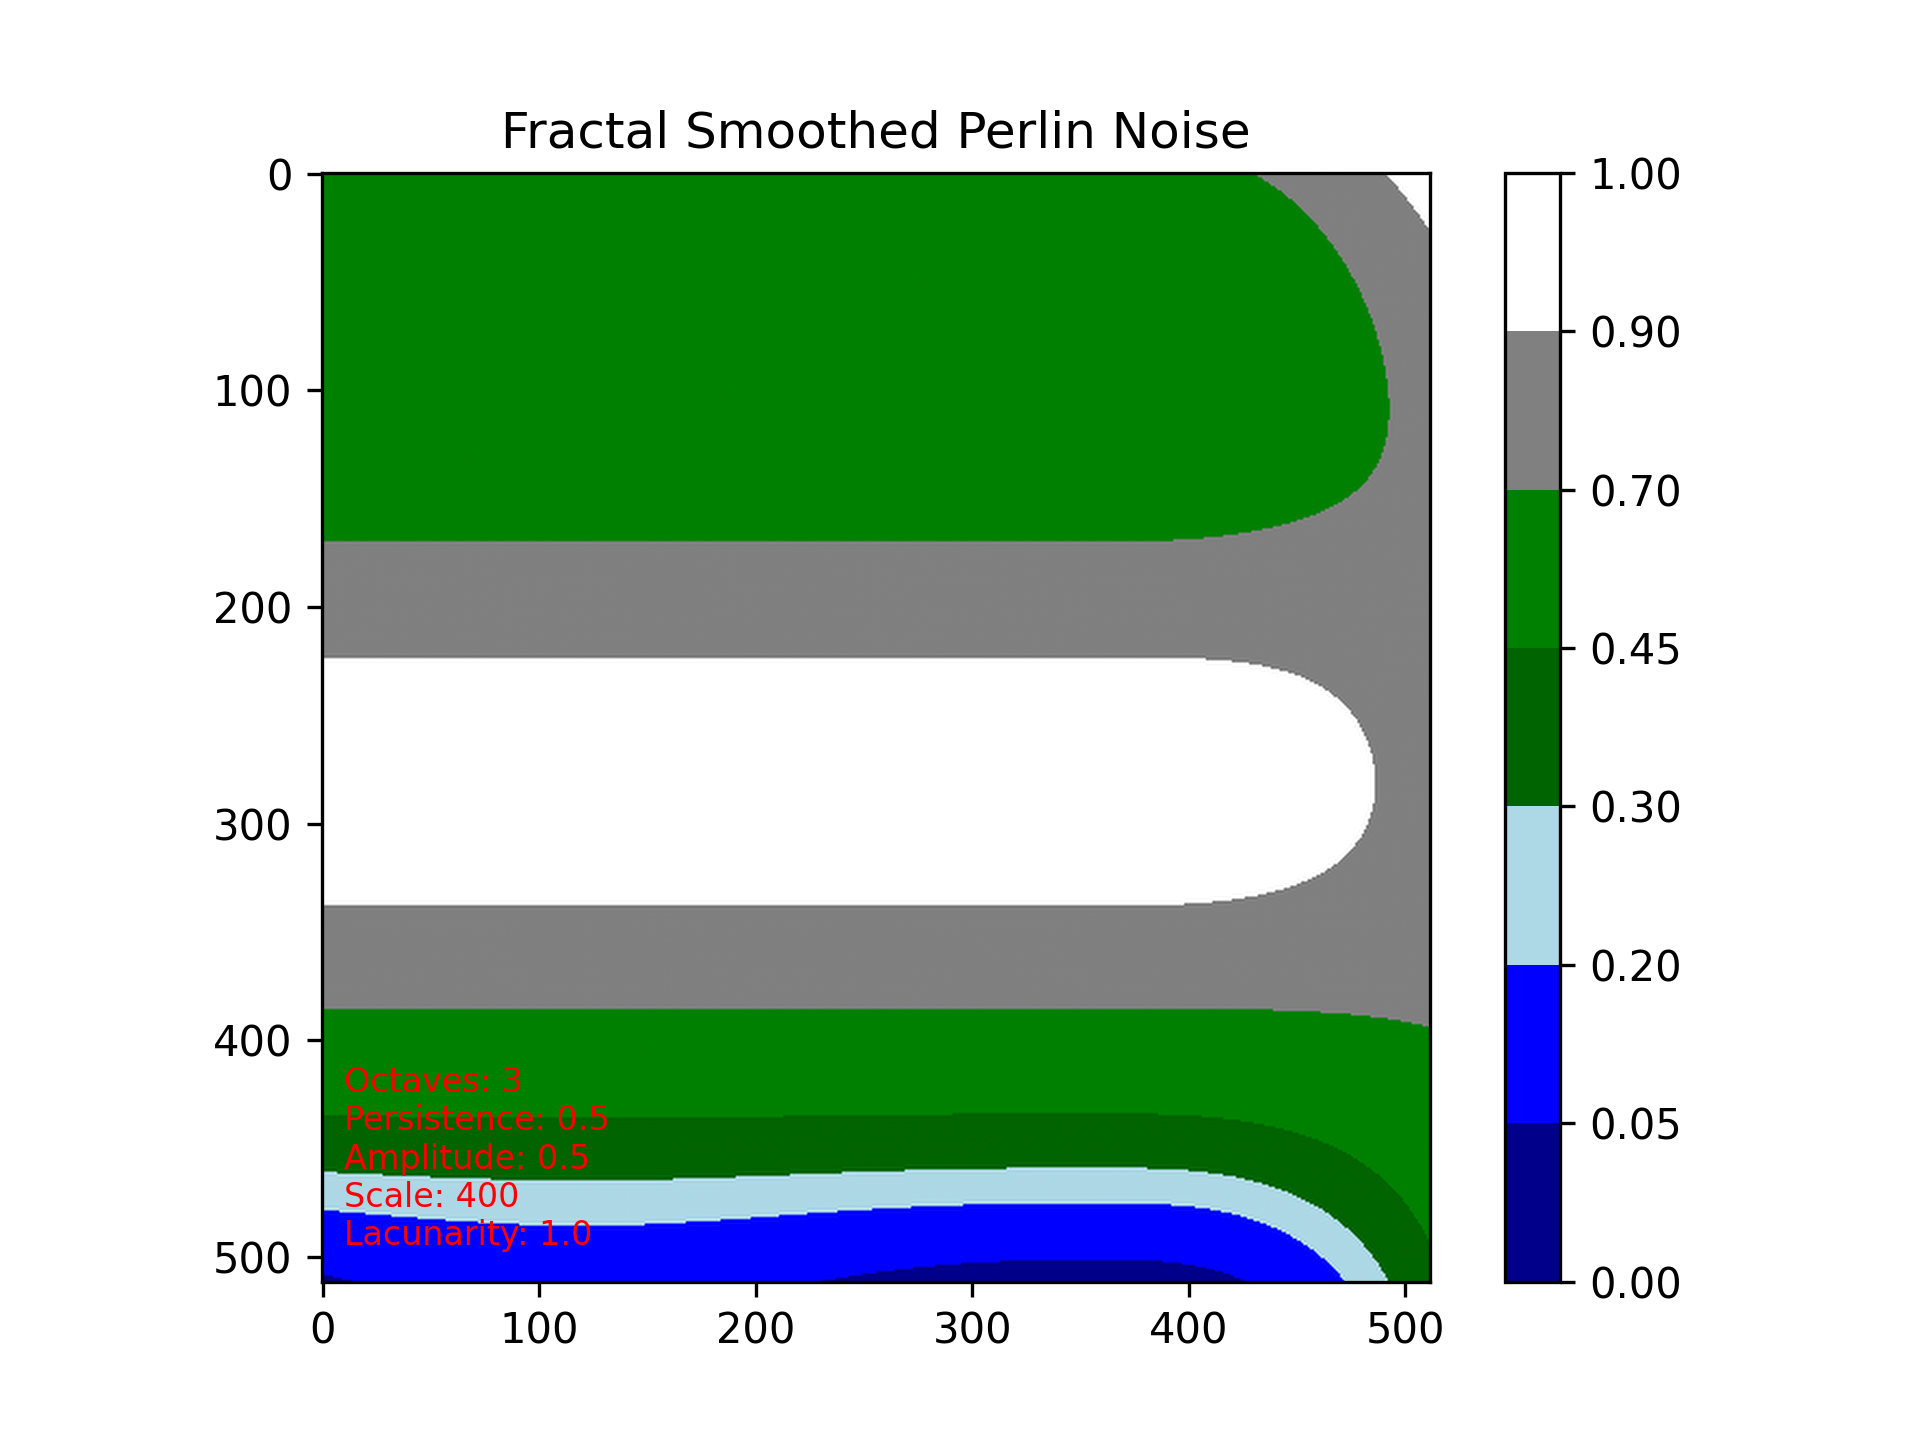 Fractal Smoothed Perlin Noise
0
100
200
300
400
500
Octaves: 3
Persistence: 0.5
Amplitude: 0.5
Scale: 400
Lacunarity: 1.0
0 100 200 300 400 500
1.00
0.90
0.70
0.45
0.30
0.20
0.05
0.00